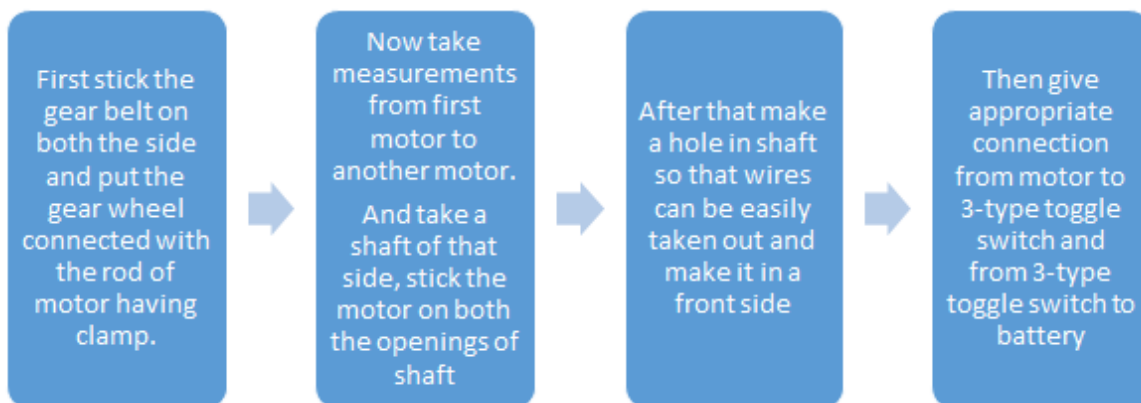 First stick the
gear belt on
both the side
and put the
gear wheel
connected with
the rod of
motor having
clamp.
Now take
measurements
from first
motor to
another motor.
And take a
shaft of that
side, stick the
motor on both
the openings of
shaft
After that make
a hole in shaft
so that wires
can be easily
taken out and
make it in a
front side
Then give
appropriate
connection
from motor to
3-type toggle
switch and
from 3-type
toggle switch to
battery